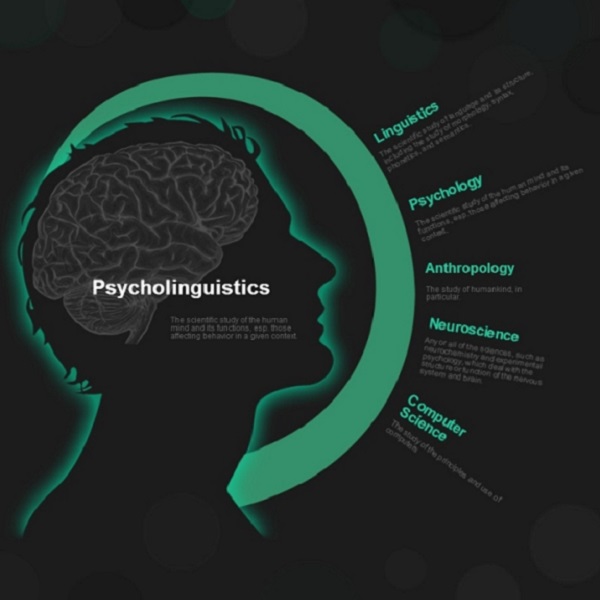 Linguistics
The scientific study of language and its structure,
including the study of morphology, syntax,
phonetics, and semantics.
Psychology
The scientific study of the human mind and its
functions, esp. those affecting behavior in a given
context.
Anthropology
The study of humankind, in
particular
Psycholinguistics
The scientific study of the human
mind and its functions, esp. those
affecting behavior in a given context.
Neuroscience
Any or all of the sciences, such as
neurochemistry and experimental
psychology, which deal with the
structure or function of the nervous
system and brain.
Computer
Science
The study of the principles and use of
computers